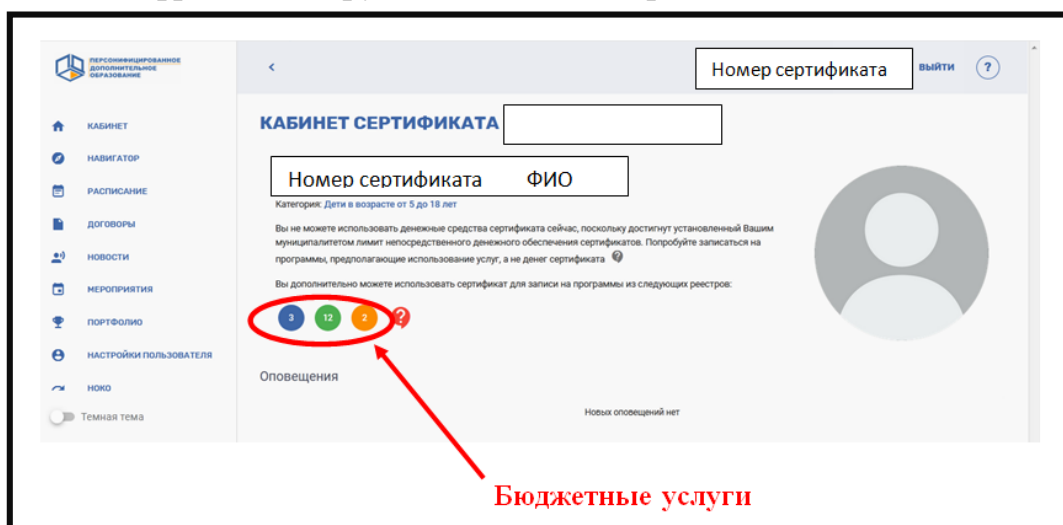 ПЕРСОНИФИЦИРОВАННОЕ
ДОПОЛНИТЕЛЬНОЕ
ОБРАЗОВАНИЕ
<
Номер сертификата
ВЫЙТИ
?
КАБИНЕТ
НАВИГАТОР
РАСПИСАНИЕ
ДОГОВОРЫ
НОВОСТИ
МЕРОПРИЯТИЯ
ПОРТФОЛИО
НАСТРОЙКИ ПОЛЬЗОВАТЕЛЯ
НОКО
Темная тема
КАБИНЕТ СЕРТИФИКАТА
Номер сертификата ФИО
Категория: Дети в возрасте от 5 до 18 лет
Вы не можете использовать денежные средства сертификата сейчас, поскольку достигнут установленный Вашим
муниципалитетом лимит непосредственного денежного обеспечения сертификатов. Попробуйте записаться на
программы, предполагающие использование услуг, а не денег сертификата ?
Вы дополнительно можете использовать сертификат для записи на программы из следующих реестров:
3 12 2 ?
Оповещения
Новых оповещений нет
Бюджетные услуги